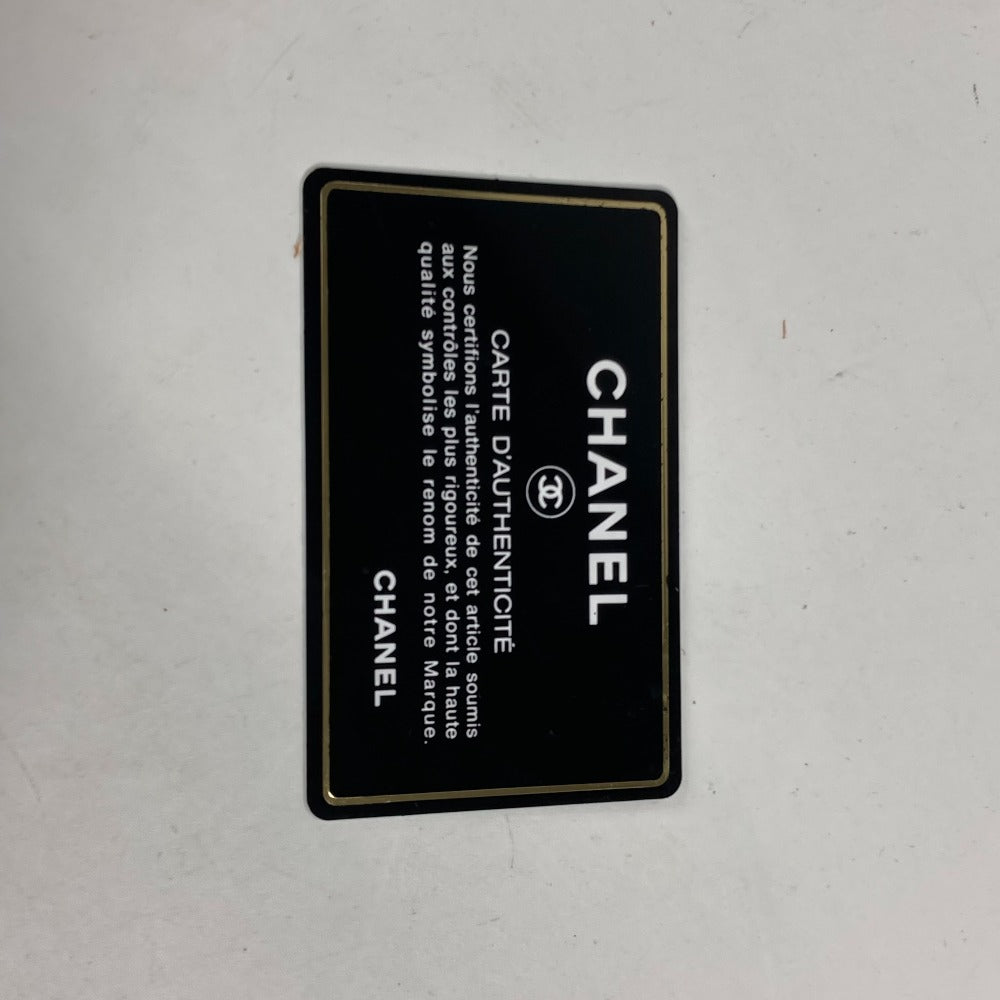 CHANEL
CARTE D'AUTHENTICITÉ
Nous certifions l'authenticité de cet article soumis
aux contrôles les plus rigoureux, et dont la haute
qualité symbolise le renom de notre Marque.
CHANEL